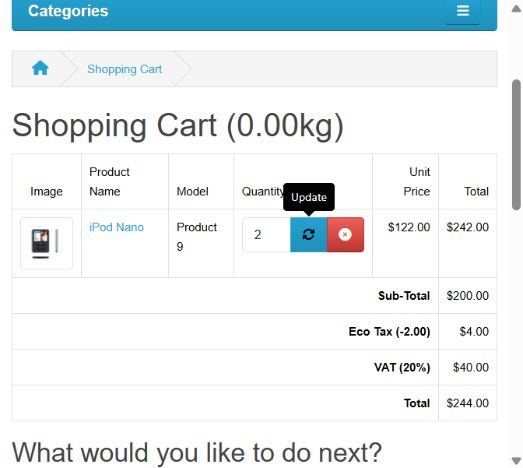 Categories
Shopping Cart
Shopping Cart (0.00kg)
Image Product Name Model Quantity Unit Price Total
Update
iPod Nano Product 9 2 $122.00 $242.00
Sub-Total $200.00
Eco Tax (-2.00) $4.00
VAT (20%) $40.00
Total $244.00
What would you like to do next?